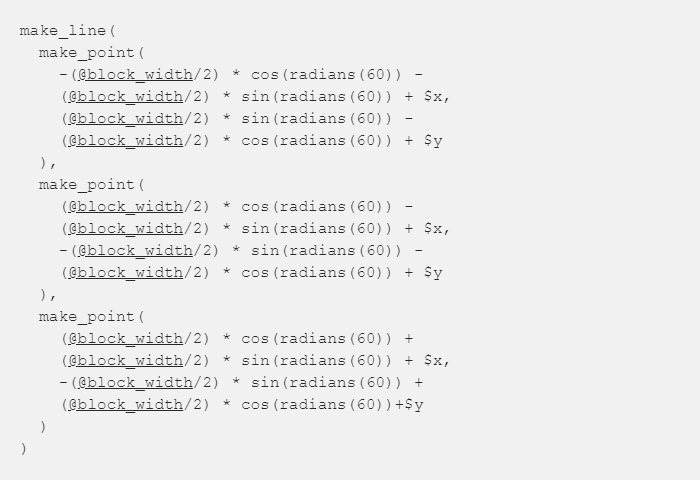 make_line(
make_point(
-(@block_width/2) * cos(radians(60)) -
(@block_width/2) * sin(radians(60)) + $x,
(@block_width/2) * sin(radians(60)) -
(@block_width/2) * cos(radians(60)) + $y
),
make_point(
(@block_width/2) * cos(radians(60)) -
(@block_width/2) * sin(radians(60)) + $x,
-(@block_width/2) * sin(radians(60)) -
(@block_width/2) * cos(radians(60)) + $y
),
make_point(
(@block_width/2) * cos(radians(60)) +
(@block_width/2) * sin(radians(60)) + $x,
-(@block_width/2) * sin(radians(60)) +
(@block_width/2) * cos(radians(60))+$y
)
)